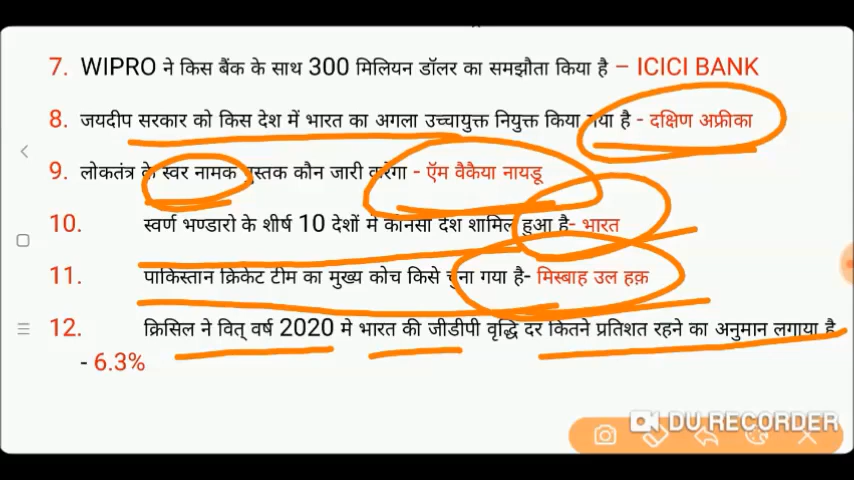 7. WIPRO ने किस बैंक के साथ 300 मिलियन डॉलर का समझौता किया है – ICICI BANK
8. जयदीप सरकार को किस देश में भारत का अगला उच्चायुक्त नियुक्त किया गया है - दक्षिण अफ्रीका
9. लोकतंत्र के स्वर नामक पुस्तक कौन जारी करेगा - ऍम वैकैया नायडू
10. स्वर्ण भण्डारो के शीर्ष 10 देशों में कौनसा देश शामिल हुआ है- भारत
11. पाकिस्तान क्रिकेट टीम का मुख्य कोच किसे चुना गया है- मिस्बाह उल हक़
12. क्रिसिल ने वित् वर्ष 2020 मे भारत की जीडीपी वृद्धि दर कितने प्रतिशत रहने का अनुमान लगाया है
- 6.3%
DU RECORDER